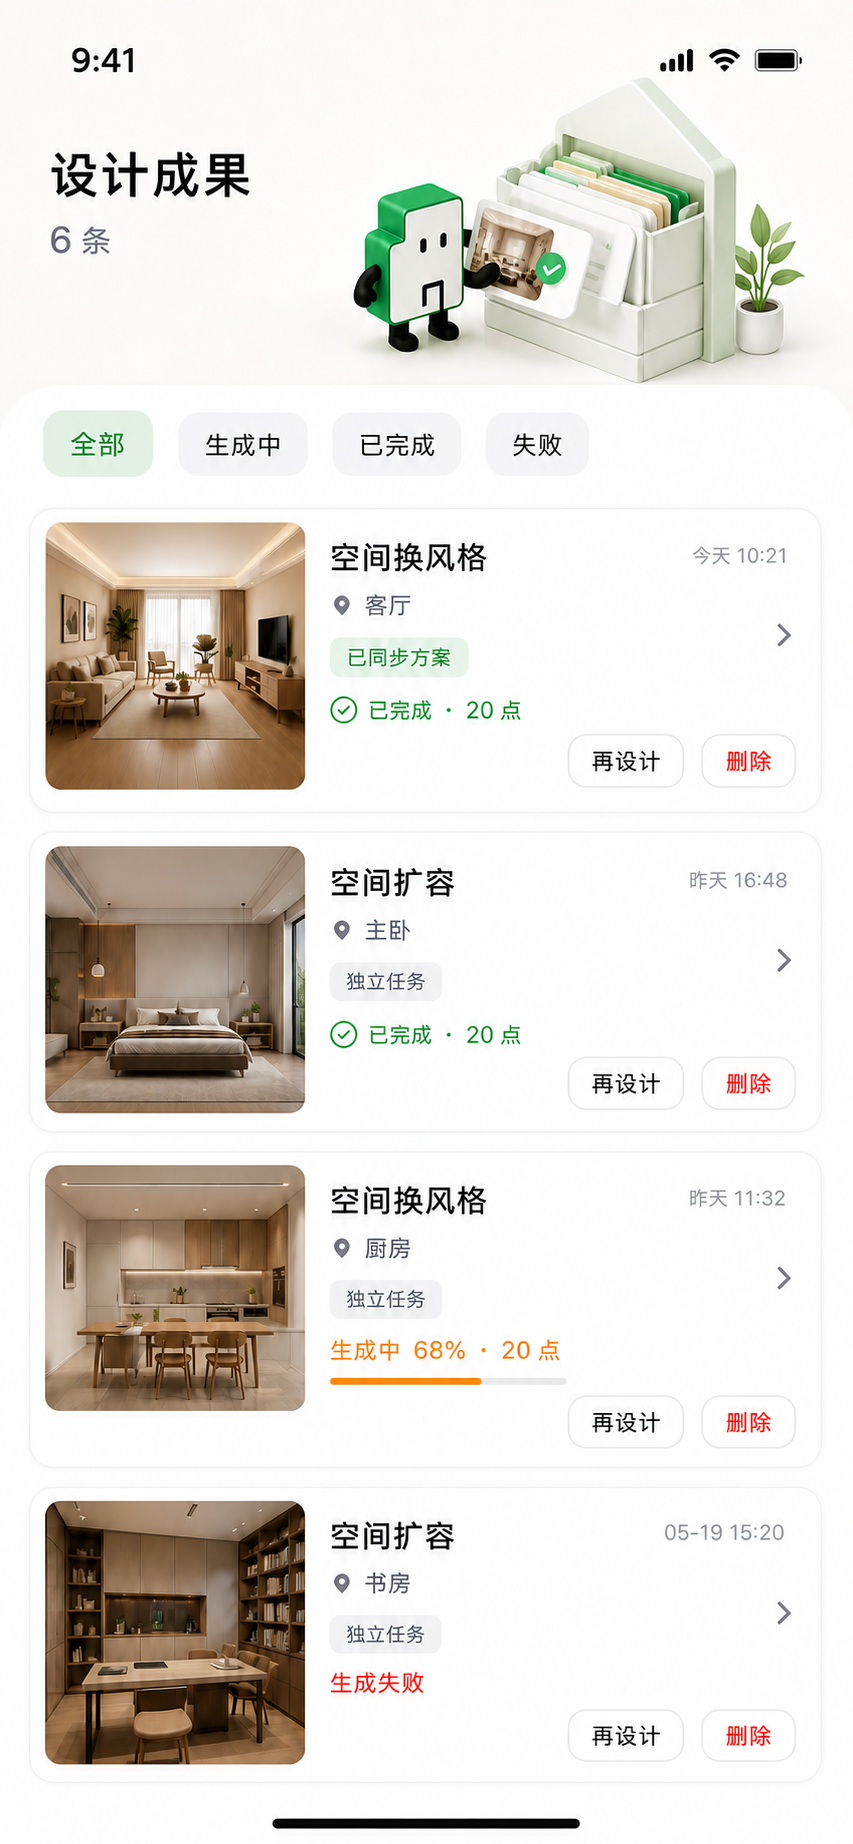 9:41
设计成果
6 条
全部 生成中 已完成 失败
空间换风格 今天 10:21
客厅
已同步方案
已完成 · 20 点
再设计 删除
空间扩容 昨天 16:48
主卧
独立任务
已完成 · 20 点
再设计 删除
空间换风格 昨天 11:32
厨房
独立任务
生成中 68% · 20 点
再设计 删除
空间扩容 05-19 15:20
书房
独立任务
生成失败
再设计 删除